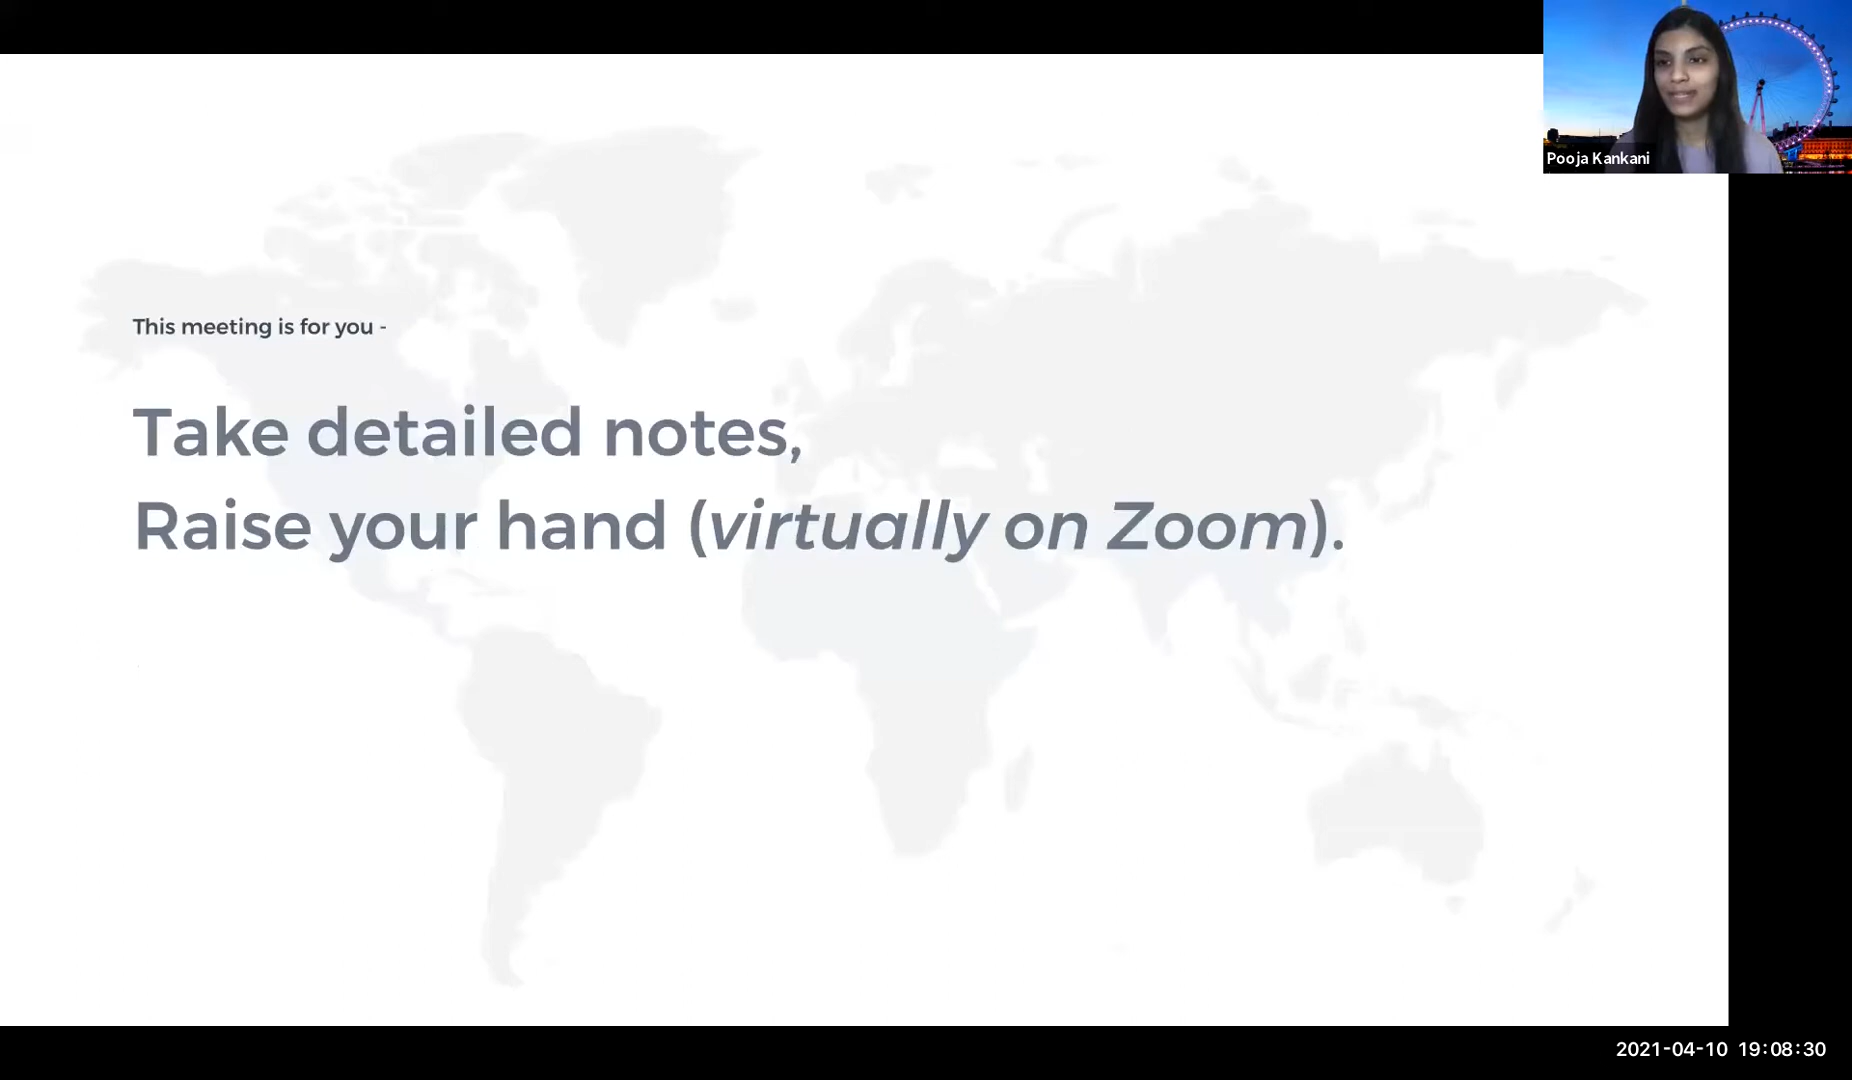 Pooja Kankani
This meeting is for you -
Take detailed notes,
Raise your hand (virtually on Zoom).
2021-04-10 19:08:30